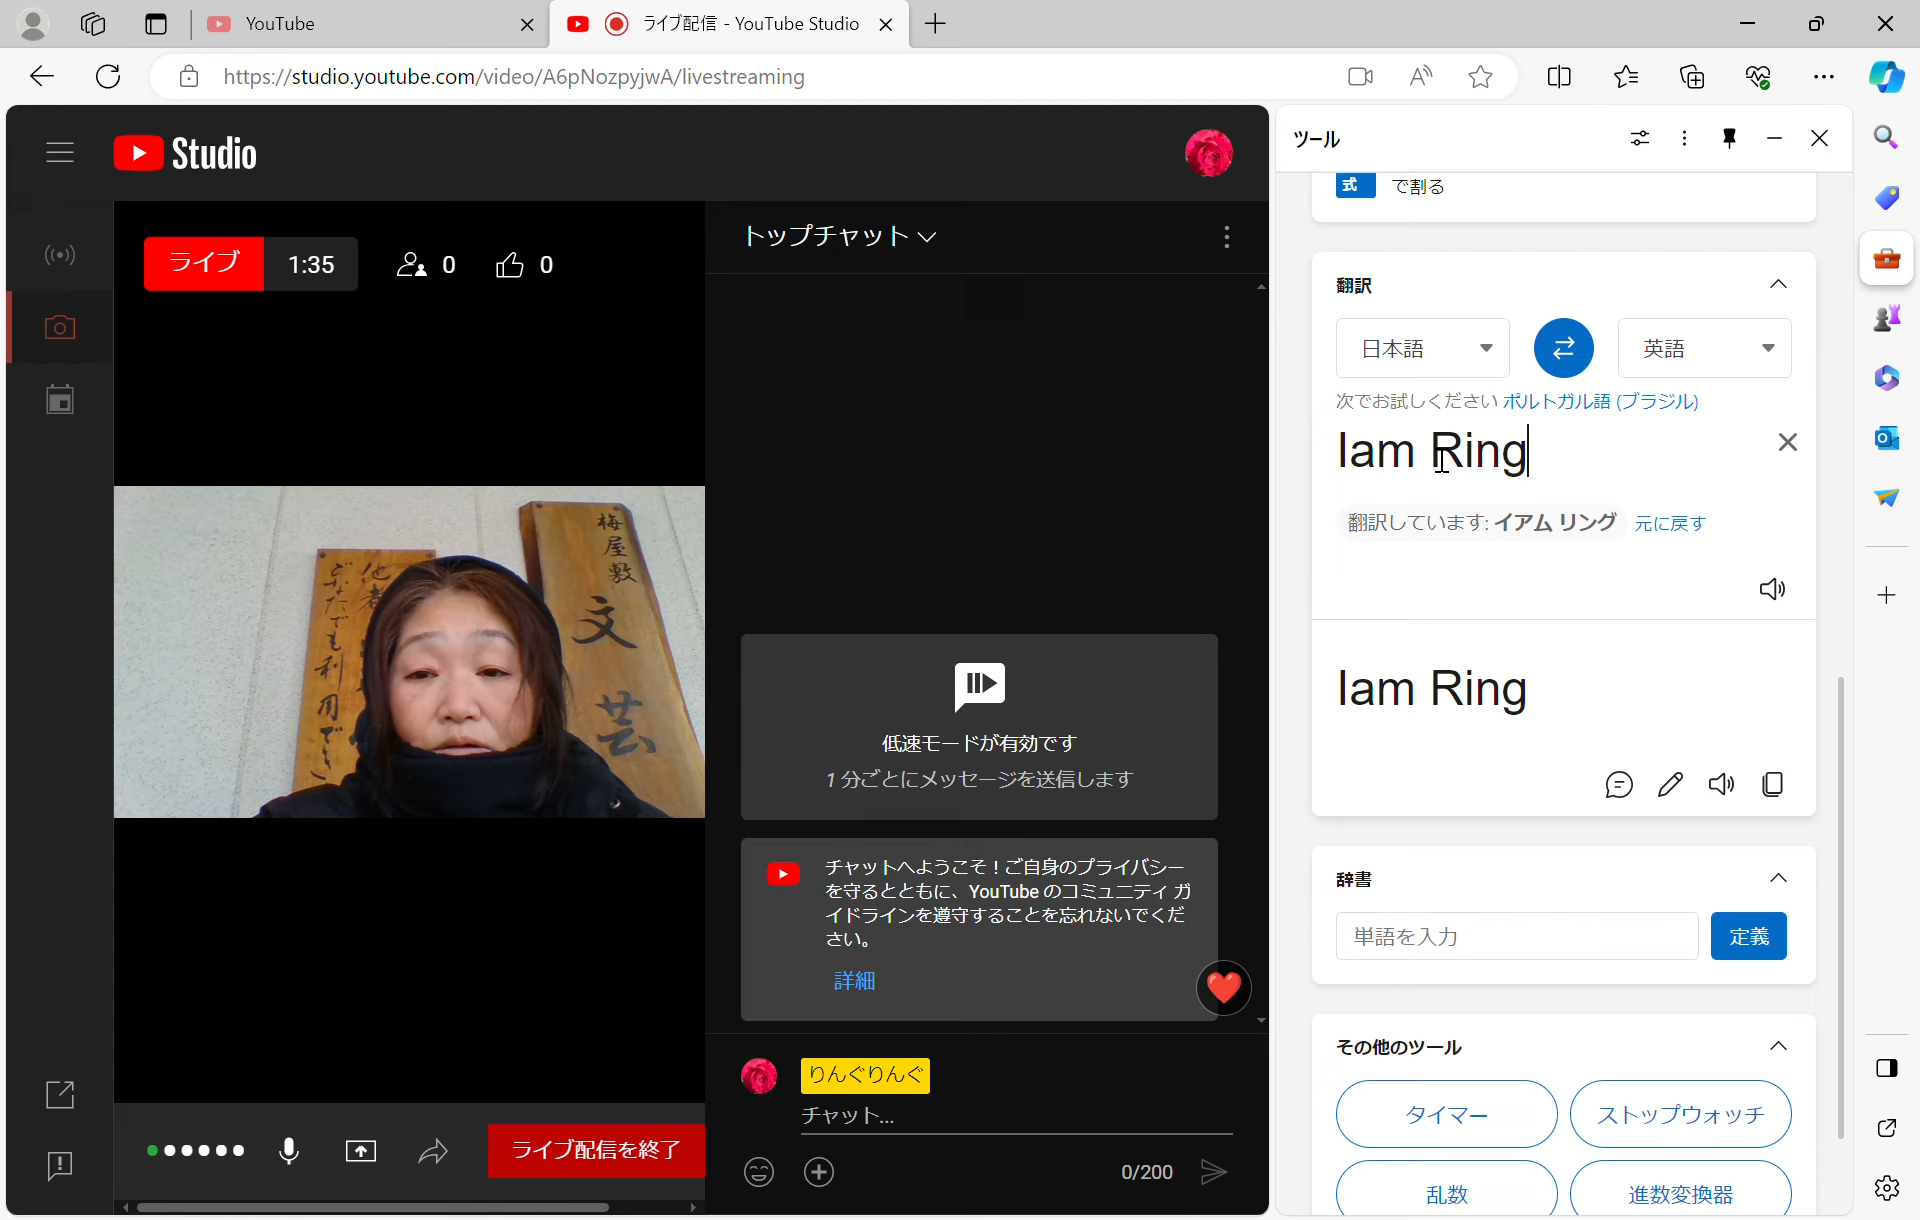 YouTube
ライブ配信 - YouTube Studio
https://studio.youtube.com/video/A6pNozpyjwA/livestreaming
Studio
ライブ
1:35
0
0
梅屋敷
文芸
どなたでも利用でき
他者
トップチャット
低速モードが有効です
1 分ごとにメッセージを送信します
チャットへようこそ！ご自身のプライバシー
を守るとともに、YouTube のコミュニティ ガ
イドラインを遵守することを忘れないでくだ
さい。
詳細
りんぐりんぐ
チャット...
0/200
ライブ配信を終了
ツール
式
で割る
翻訳
日本語
英語
次でお試しください ポルトガル語 (ブラジル)
Iam Ring
翻訳しています: イアム リング 元に戻す
Iam Ring
辞書
単語を入力
定義
その他のツール
タイマー
ストップウォッチ
乱数
進数変換器